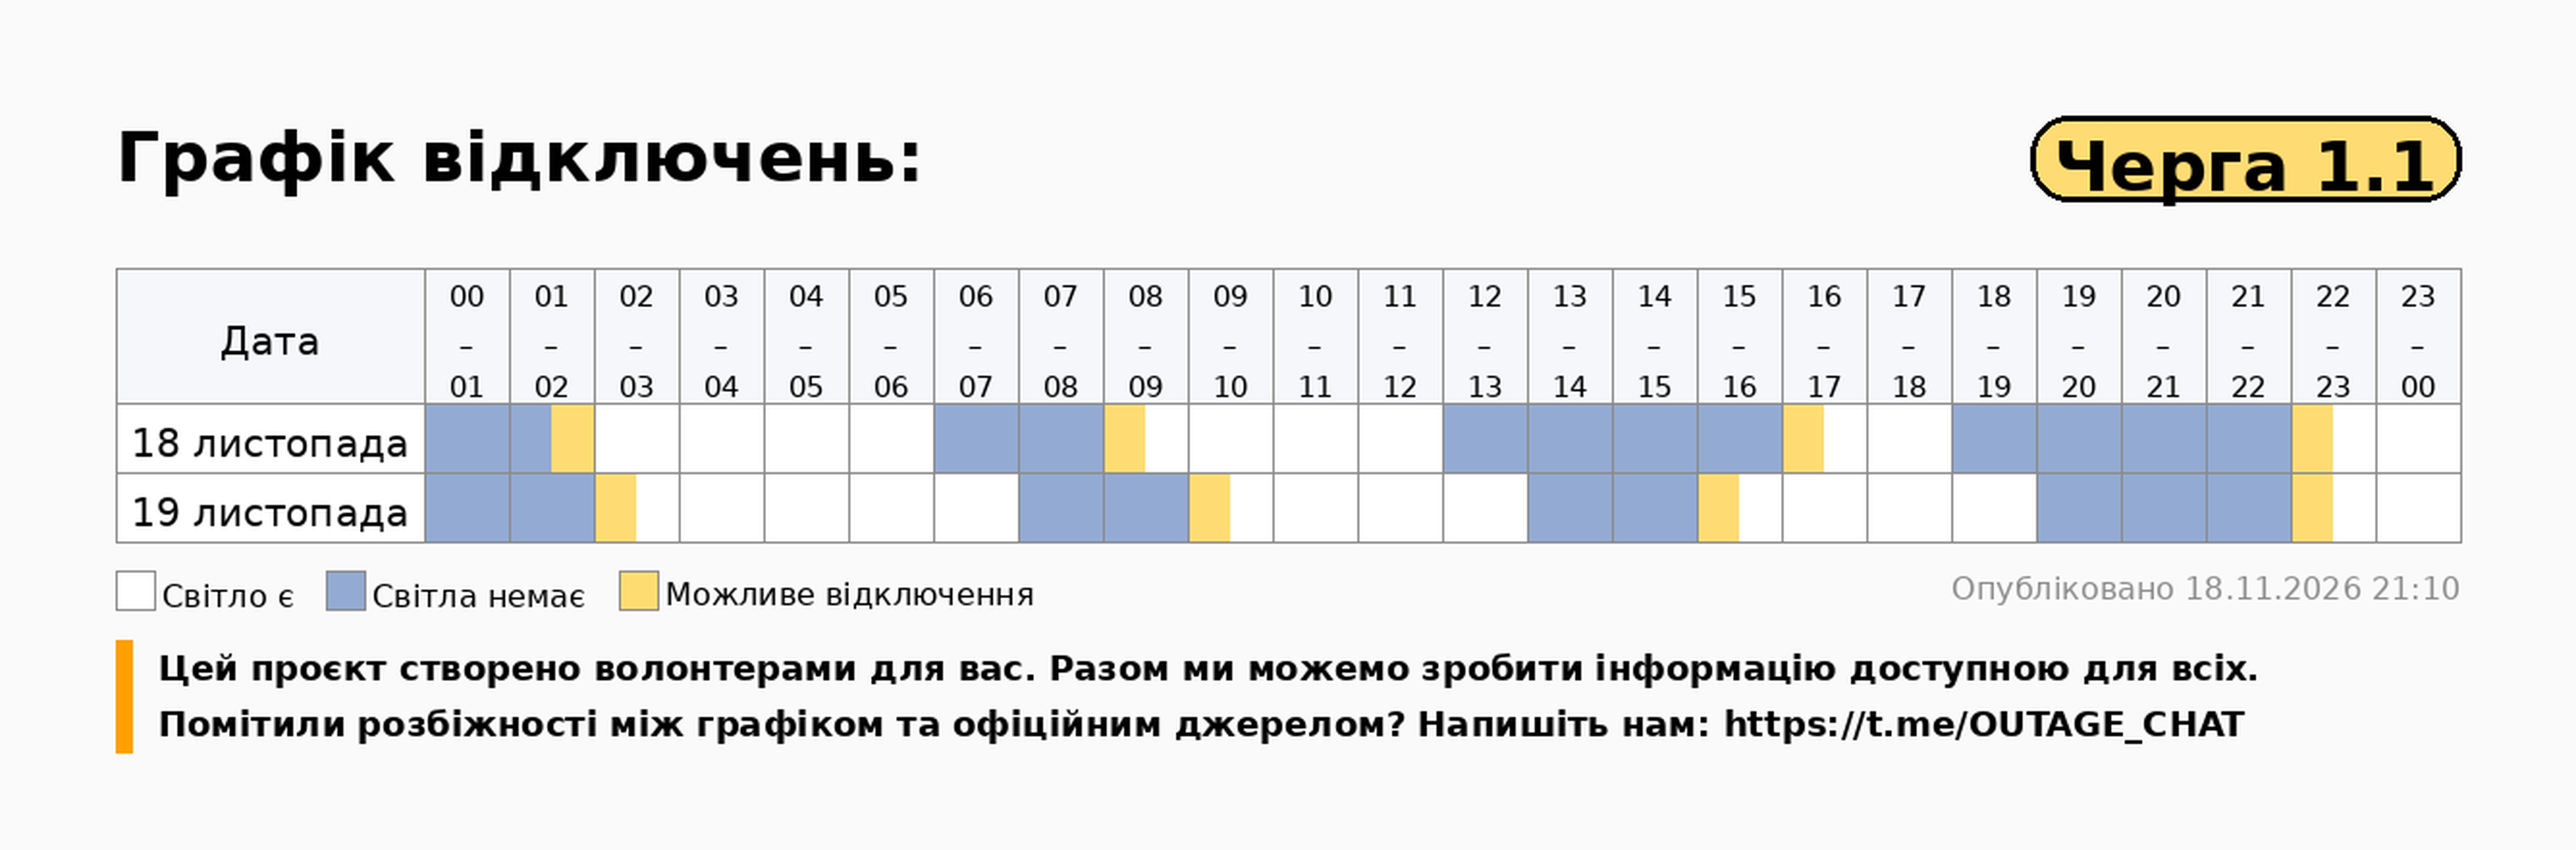 Графік відключень:
Черга 1.1
Дата
00 – 01
01 – 02
02 – 03
03 – 04
04 – 05
05 – 06
06 – 07
07 – 08
08 – 09
09 – 10
10 – 11
11 – 12
12 – 13
13 – 14
14 – 15
15 – 16
16 – 17
17 – 18
18 – 19
19 – 20
20 – 21
21 – 22
22 – 23
23 – 00
18 листопада
19 листопада
Світло є
Світла немає
Можливе відключення
Опубліковано 18.11.2026 21:10
Цей проєкт створено волонтерами для вас. Разом ми можемо зробити інформацію доступною для всіх.
Помітили розбіжності між графіком та офіційним джерелом? Напишіть нам: https://t.me/OUTAGE_CHAT